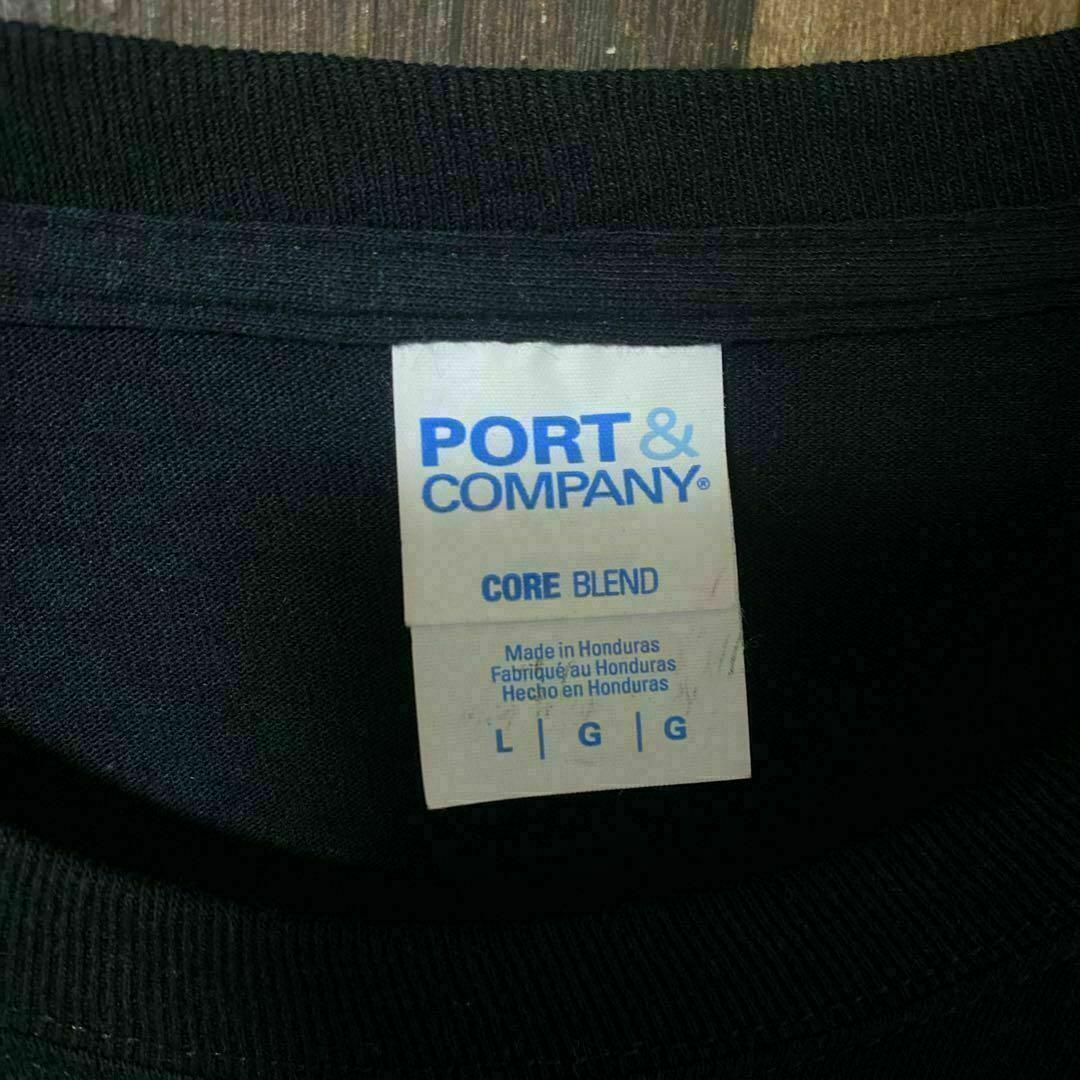 PORT &
COMPANY®
CORE BLEND
Made in Honduras
Fabriqué au Honduras
Hecho en Honduras
L | G | G